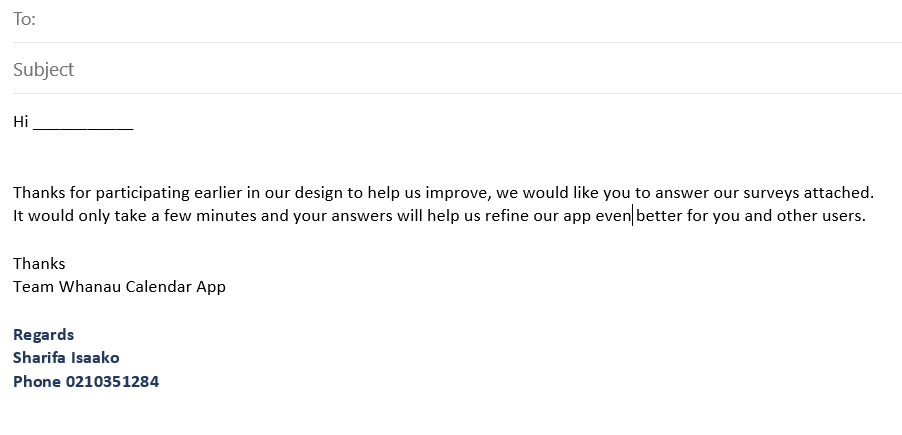 To:
Subject
Hi ___________
Thanks for participating earlier in our design to help us improve, we would like you to answer our surveys attached.
It would only take a few minutes and your answers will help us refine our app even better for you and other users.
Thanks
Team Whanau Calendar App
Regards
Sharifa Isaako
Phone 0210351284